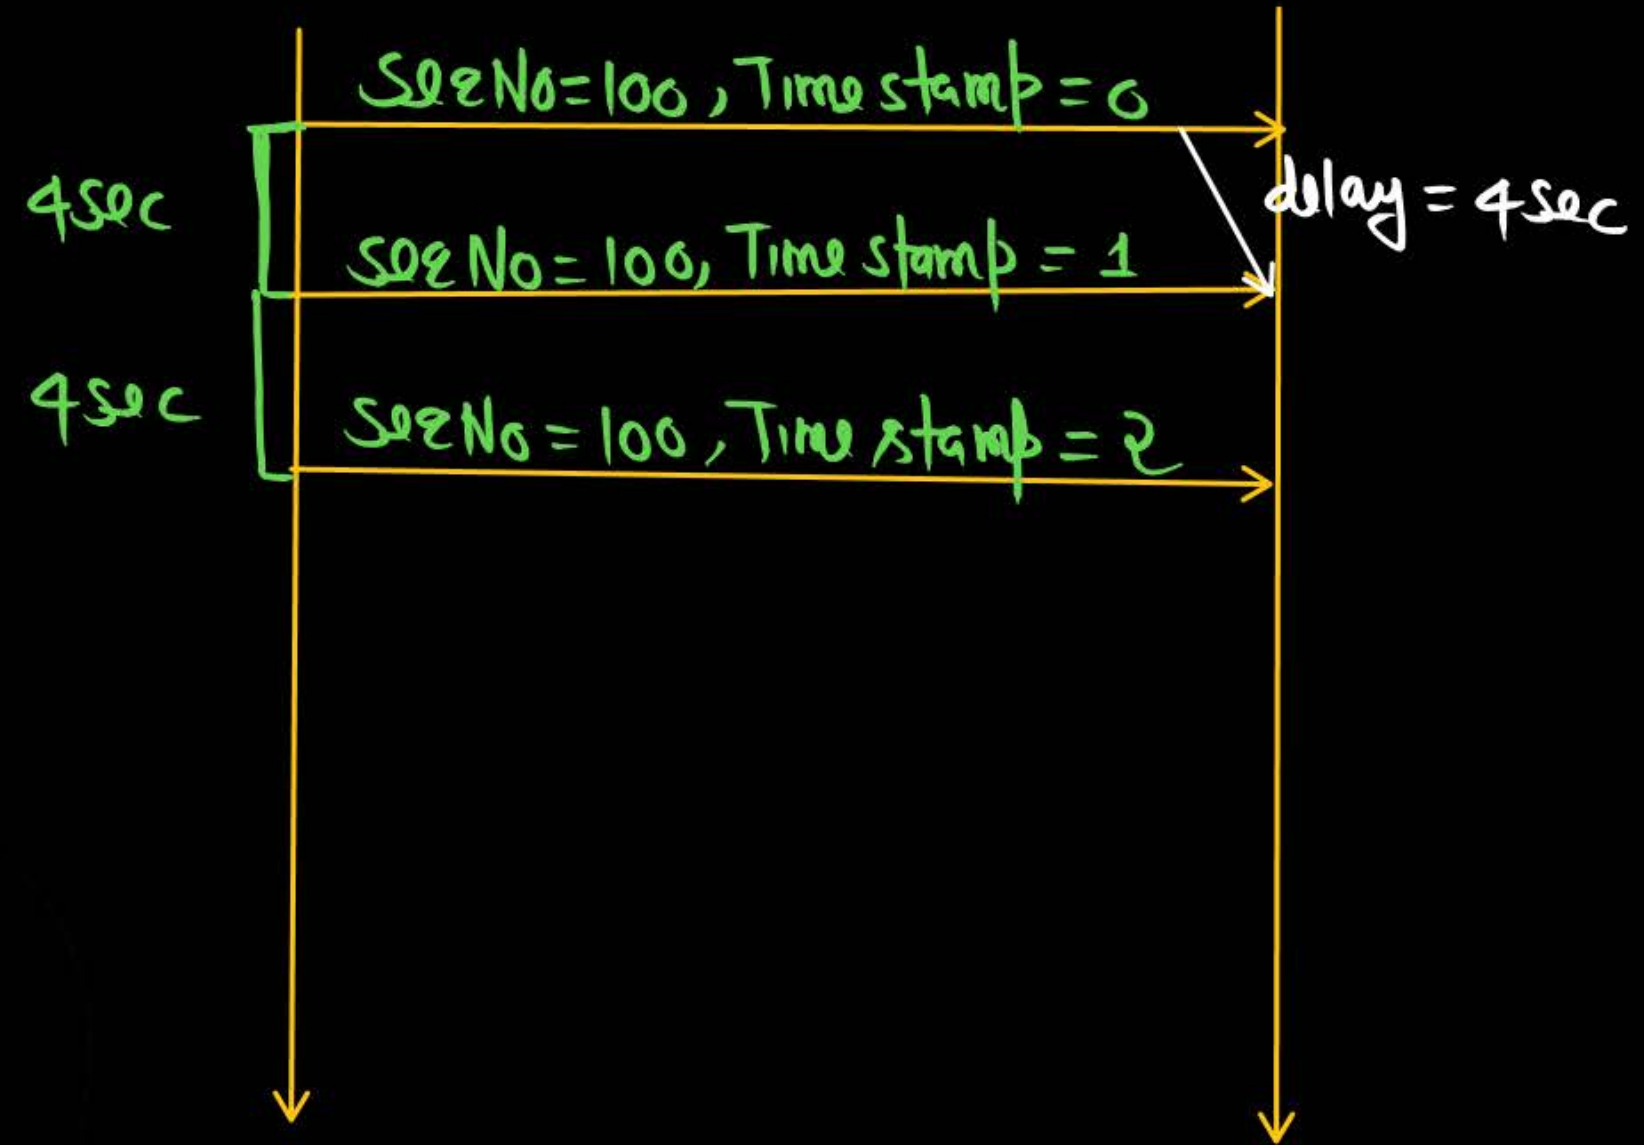 SeqNo=100, Timestamp = 0
4sec
delay = 4sec
SeqNo=100, Timestamp = 1
4sec
SeqNo=100, Timestamp = 2